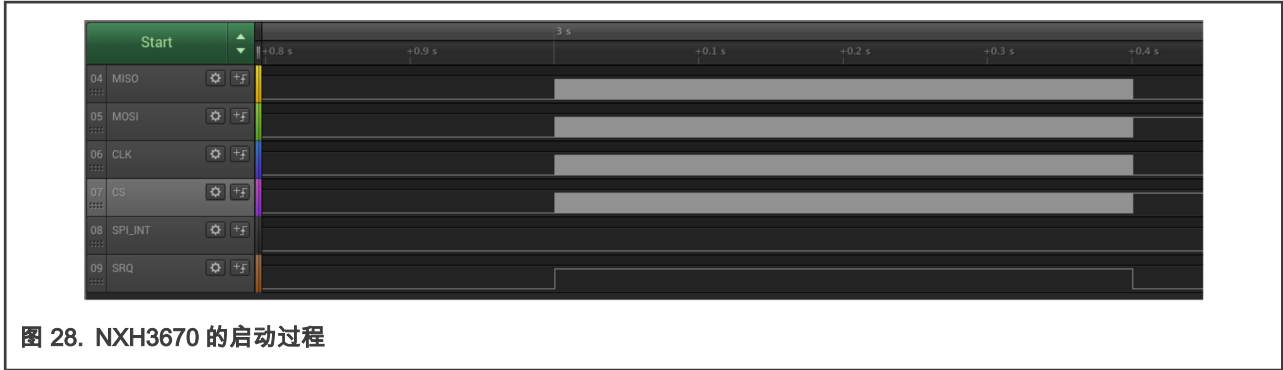 3 s
Start
+0.8 s
+0.9 s
+0.1 s
+0.2 s
+0.3 s
+0.4 s
04 MISO
05 MOSI
06 CLK
07 CS
08 SPI_INT
09 SRQ
图 28. NXH3670 的启动过程